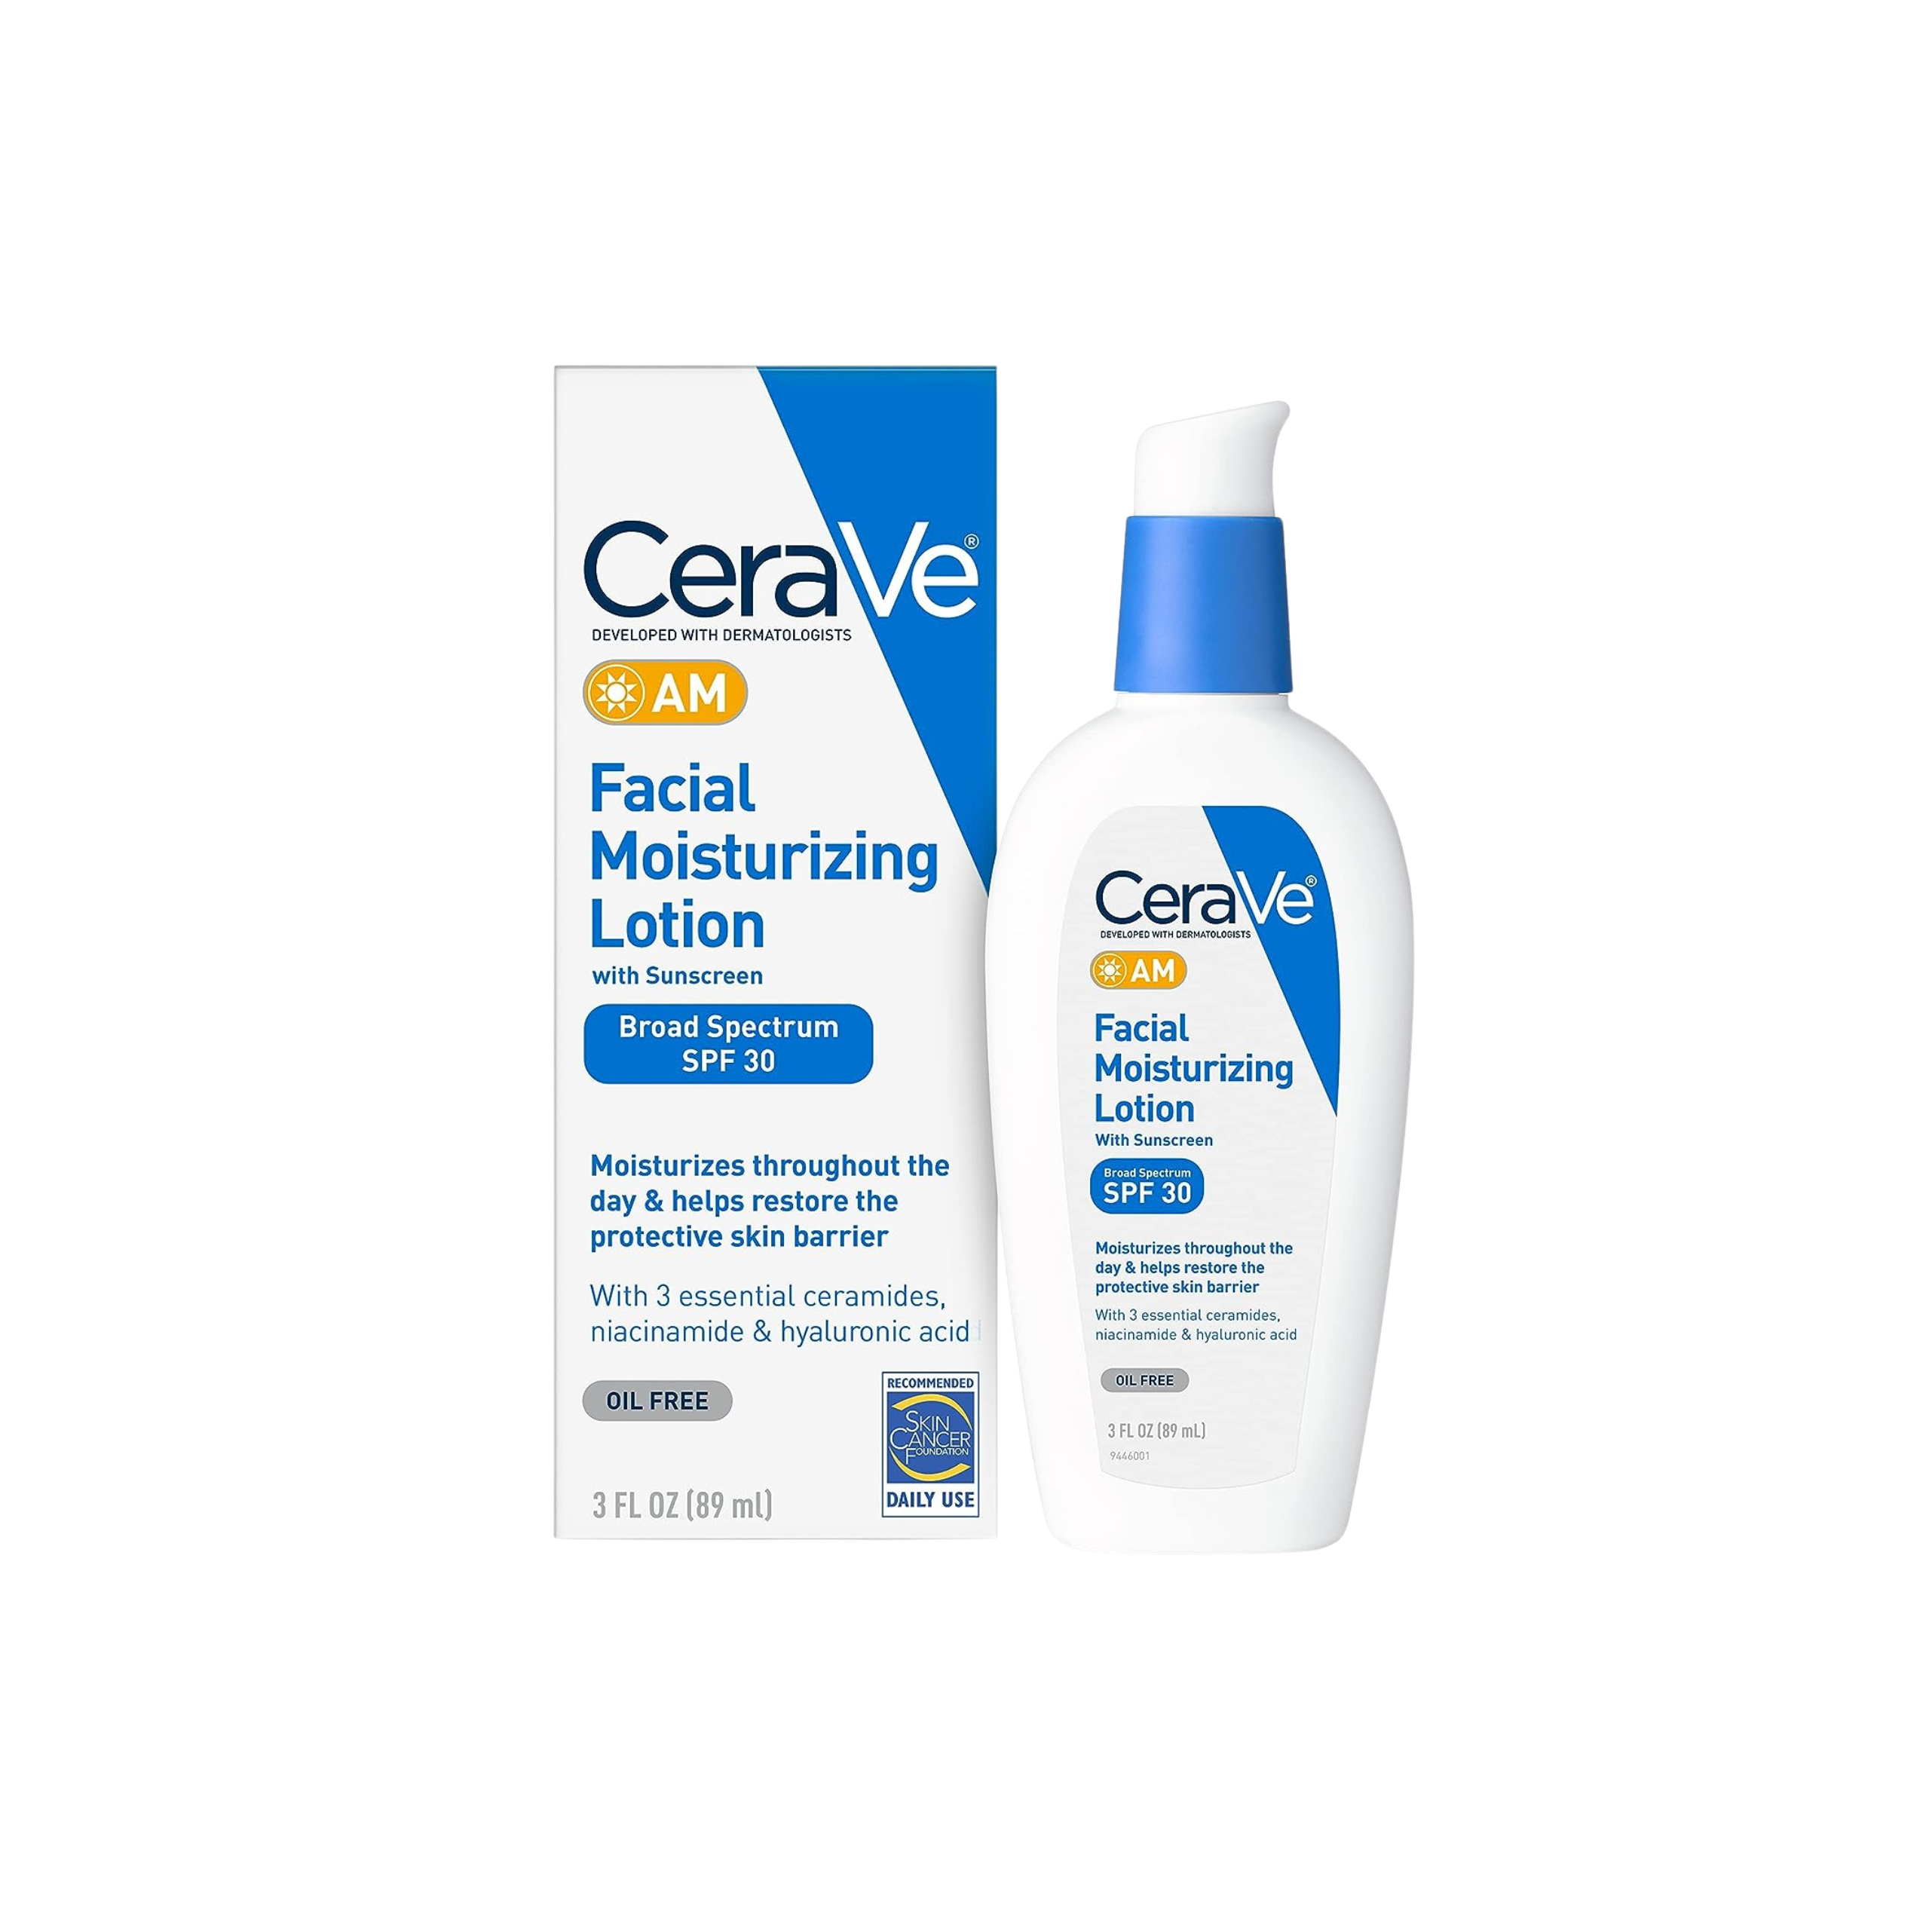 CeraVe®
DEVELOPED WITH DERMATOLOGISTS
AM
Facial
Moisturizing
Lotion
with Sunscreen
Broad Spectrum
SPF 30
Moisturizes throughout the
day & helps restore the
protective skin barrier
With 3 essential ceramides,
niacinamide & hyaluronic acid
OIL FREE
RECOMMENDED
SKIN
CANCER
FOUNDATION
DAILY USE
3 FL OZ (89 ml)
CeraVe®
DEVELOPED WITH DERMATOLOGISTS
AM
Facial
Moisturizing
Lotion
With Sunscreen
Broad Spectrum
SPF 30
Moisturizes throughout the
day & helps restore the
protective skin barrier
With 3 essential ceramides,
niacinamide & hyaluronic acid
OIL FREE
3 FL OZ (89 mL)
9446001